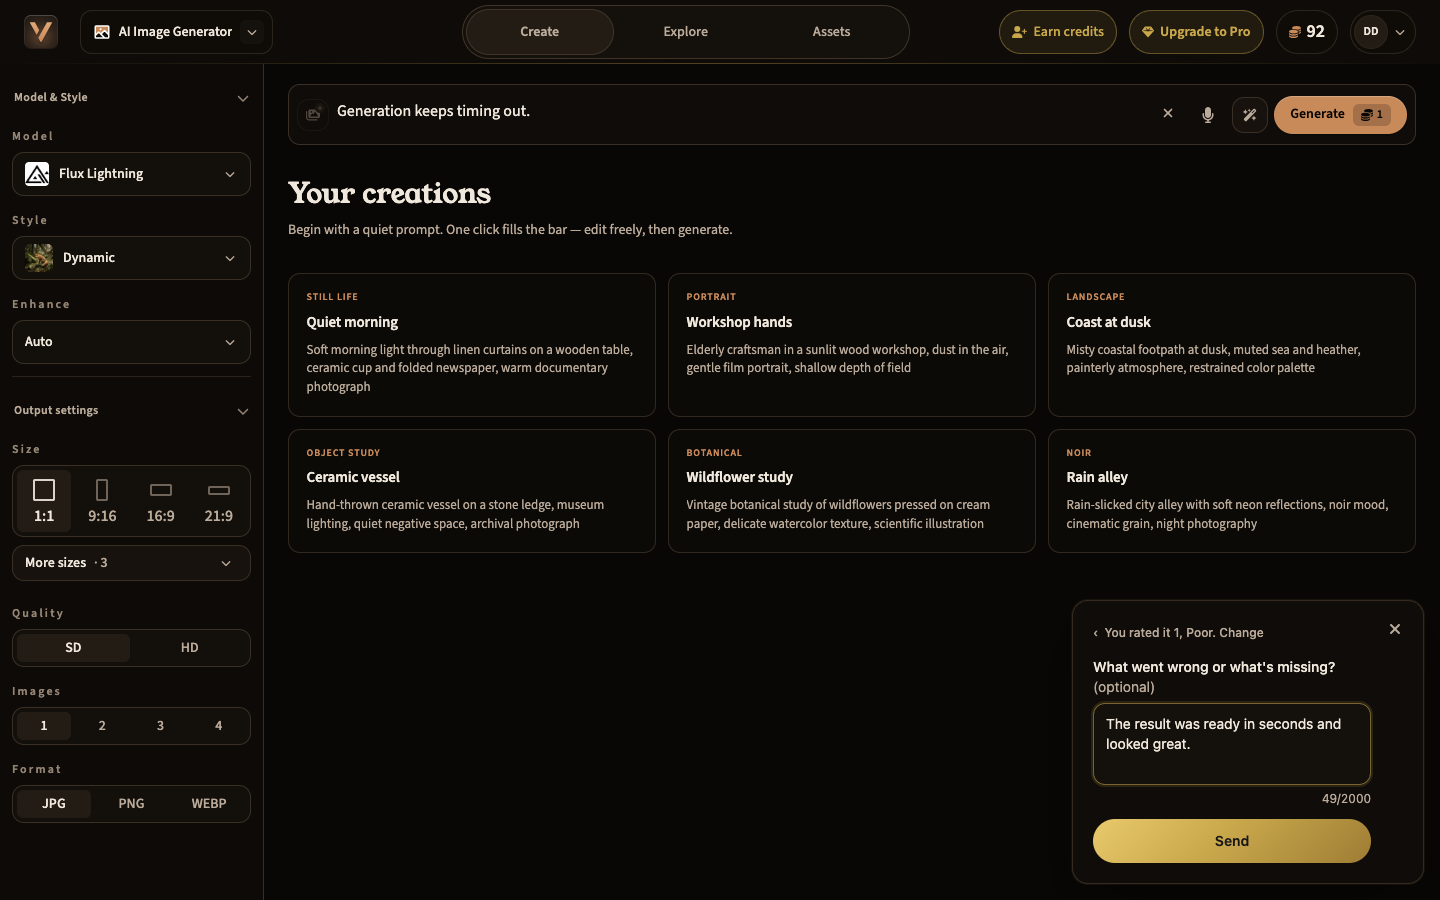 AI Image Generator
Create
Explore
Assets
Earn credits
Upgrade to Pro
92
DD
Model & Style
Model
Flux Lightning
Style
Dynamic
Enhance
Auto
Output settings
Size
1:1
9:16
16:9
21:9
More sizes · 3
Quality
SD
HD
Images
1
2
3
4
Format
JPG
PNG
WEBP
Generation keeps timing out.
Generate
1
Your creations
Begin with a quiet prompt. One click fills the bar — edit freely, then generate.
STILL LIFE
Quiet morning
Soft morning light through linen curtains on a wooden table,
ceramic cup and folded newspaper, warm documentary
photograph
PORTRAIT
Workshop hands
Elderly craftsman in a sunlit wood workshop, dust in the air,
gentle film portrait, shallow depth of field
LANDSCAPE
Coast at dusk
Misty coastal footpath at dusk, muted sea and heather,
painterly atmosphere, restrained color palette
OBJECT STUDY
Ceramic vessel
Hand-thrown ceramic vessel on a stone ledge, museum
lighting, quiet negative space, archival photograph
BOTANICAL
Wildflower study
Vintage botanical study of wildflowers pressed on cream
paper, delicate watercolor texture, scientific illustration
NOIR
Rain alley
Rain-slicked city alley with soft neon reflections, noir mood,
cinematic grain, night photography
‹ You rated it 1, Poor. Change
What went wrong or what's missing?
(optional)
The result was ready in seconds and
looked great.
49/2000
Send